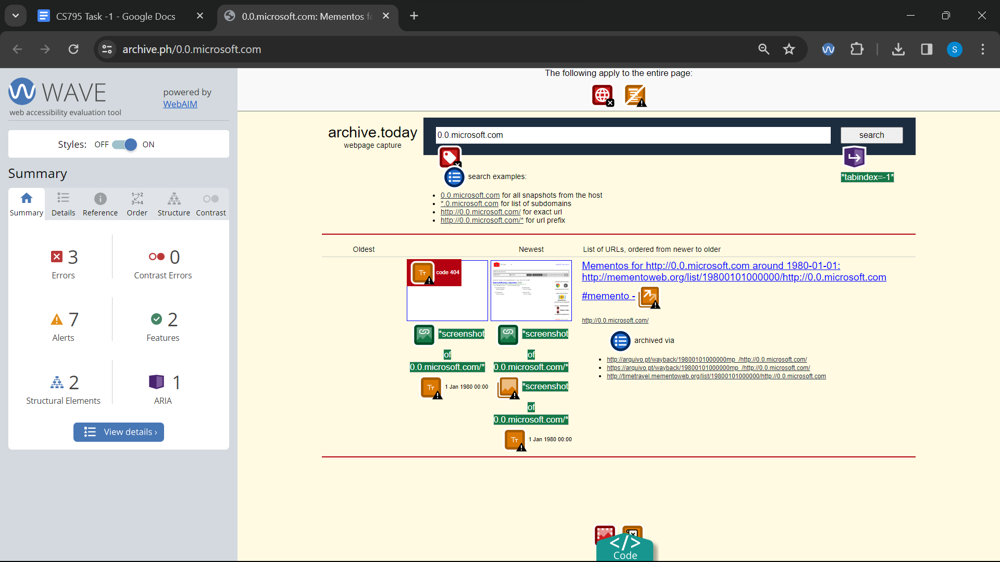 CS795 Task -1 - Google Docs
0.0.microsoft.com: Mementos fo
archive.ph/0.0.microsoft.com
S
WAVE
web accessibility evaluation tool
powered by
WebAIM
Styles: OFF ON
Summary
Summary Details Reference Order Structure Contrast
3
Errors
0
Contrast Errors
7
Alerts
2
Features
2
Structural Elements
1
ARIA
View details ›
The following apply to the entire page:
archive.today
webpage capture
0.0.microsoft.com
search
*tabindex=-1*
search examples:
0.0.microsoft.com for all snapshots from the host
*.0.microsoft.com for list of subdomains
http://0.0.microsoft.com/ for exact url
http://0.0.microsoft.com/* for url prefix
Oldest Newest List of URLs, ordered from newer to older
code 404
*screenshot
of
0.0.microsoft.com/*
1 Jan 1980 00:00
*screenshot
of
0.0.microsoft.com/*
*screenshot
of
0.0.microsoft.com/*
1 Jan 1980 00:00
Mementos for http://0.0.microsoft.com around 1980-01-01:
http://mementoweb.org/list/19800101000000/http://0.0.microsoft.com
#memento -
http://0.0.microsoft.com/
archived via
http://arquivo.pt/wayback/19800101000000mp_/http://0.0.microsoft.com/
https://arquivo.pt/wayback/19800101000000mp_/http://0.0.microsoft.com/
http://timetravel.mementoweb.org/list/19800101000000/http://0.0.microsoft.com
</>
Code